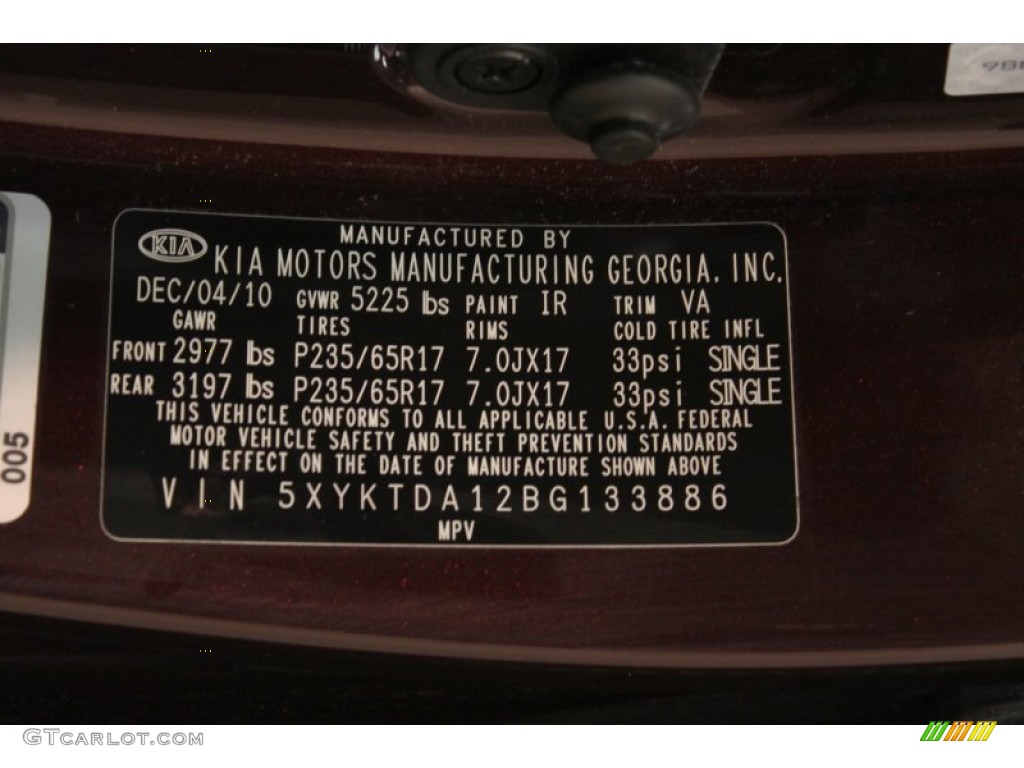 MANUFACTURED BY
KIA KIA MOTORS MANUFACTURING GEORGIA. INC.
DEC/04/10 GVWR 5225 lbs PAINT IR TRIM VA
GAWR TIRES RIMS COLD TIRE INFL
FRONT 2977 lbs P235/65R17 7.0JX17 33psi SINGLE
REAR 3197 lbs P235/65R17 7.0JX17 33psi SINGLE
THIS VEHICLE CONFORMS TO ALL APPLICABLE U.S.A. FEDERAL
MOTOR VEHICLE SAFETY AND THEFT PREVENTION STANDARDS
IN EFFECT ON THE DATE OF MANUFACTURE SHOWN ABOVE
VIN 5XYKTDA12BG133886
MPV
005
GTCarlot.com